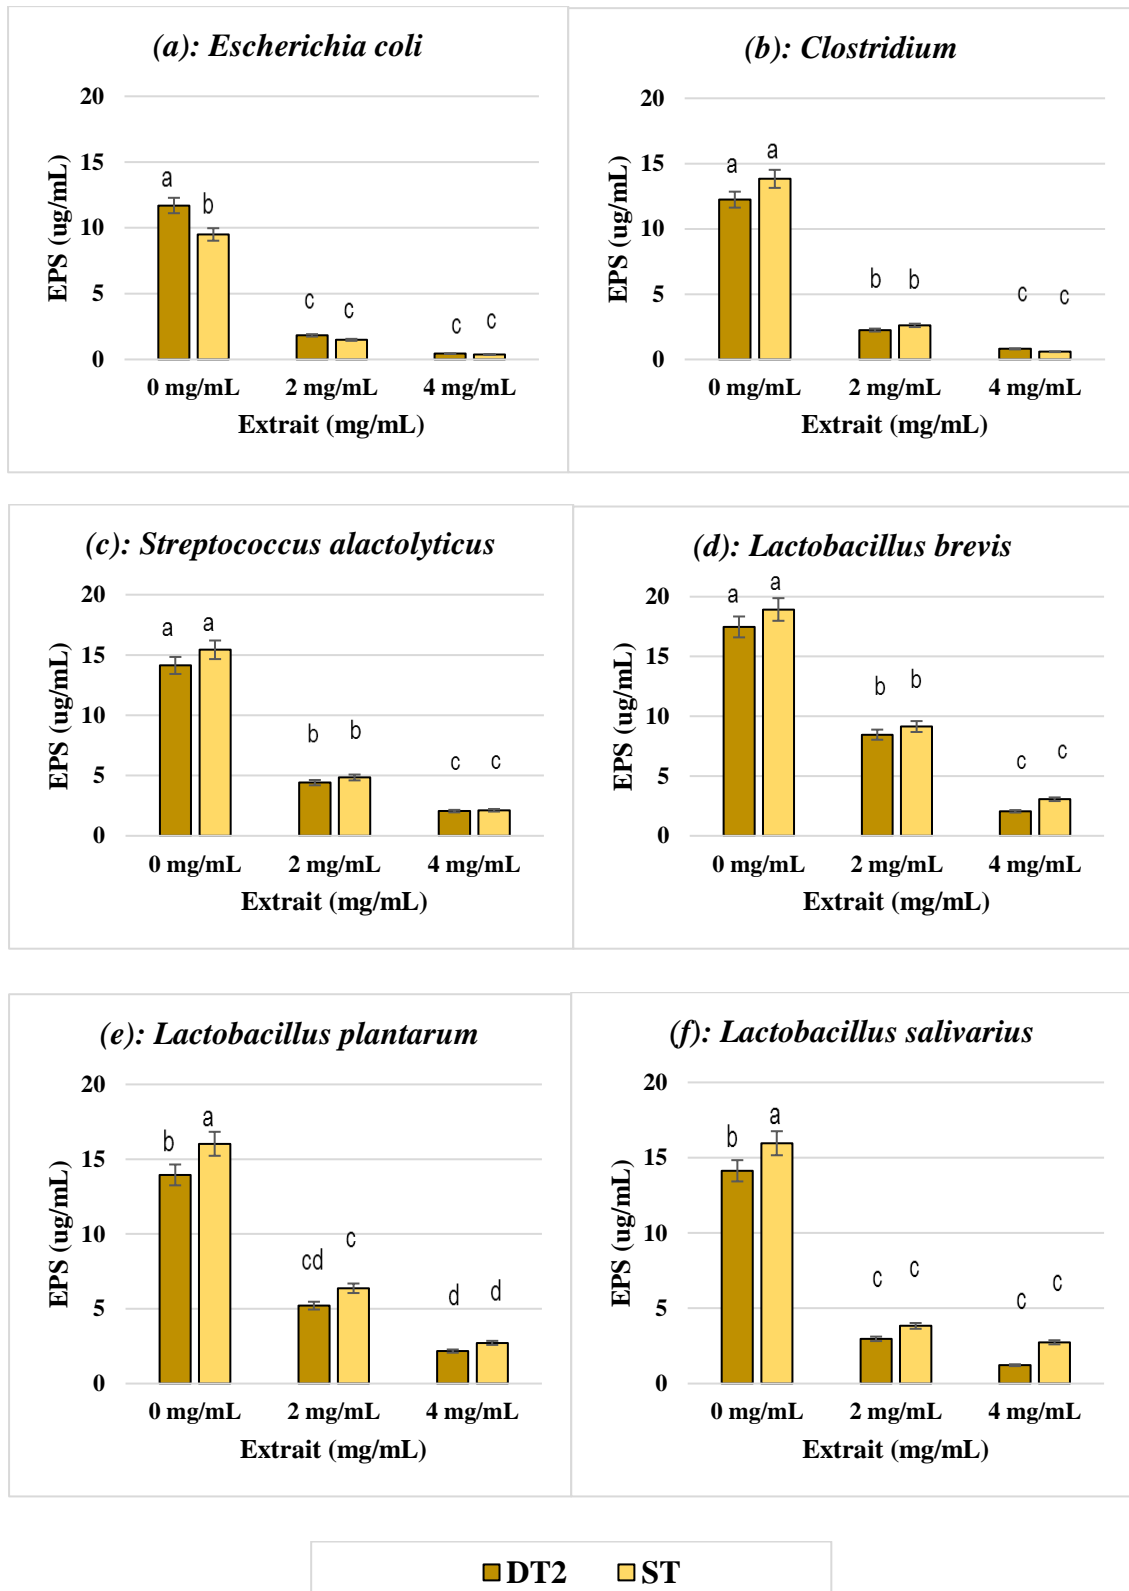 (a): Escherichia coli
20
15
10
5
0
EPS (ug/mL)
a
b
c
c
c
c
0 mg/mL 2 mg/mL 4 mg/mL
Extrait (mg/mL)
(b): Clostridium
20
15
10
5
0
EPS (ug/mL)
a
a
b
b
c
c
0 mg/mL 2 mg/mL 4 mg/mL
Extrait (mg/mL)
(c): Streptococcus alactolyticus
20
15
10
5
0
EPS (ug/mL)
a
a
b
b
c
c
0 mg/mL 2 mg/mL 4 mg/mL
Extrait (mg/mL)
(d): Lactobacillus brevis
20
15
10
5
0
EPS (ug/mL)
a
a
b
b
c
c
0 mg/mL 2 mg/mL 4 mg/mL
Extrait (mg/mL)
(e): Lactobacillus plantarum
20
15
10
5
0
EPS (ug/mL)
b
a
cd
c
d
d
0 mg/mL 2 mg/mL 4 mg/mL
Extrait (mg/mL)
(f): Lactobacillus salivarius
20
15
10
5
0
EPS (ug/mL)
b
a
c
c
c
c
0 mg/mL 2 mg/mL 4 mg/mL
Extrait (mg/mL)
DT2 ST